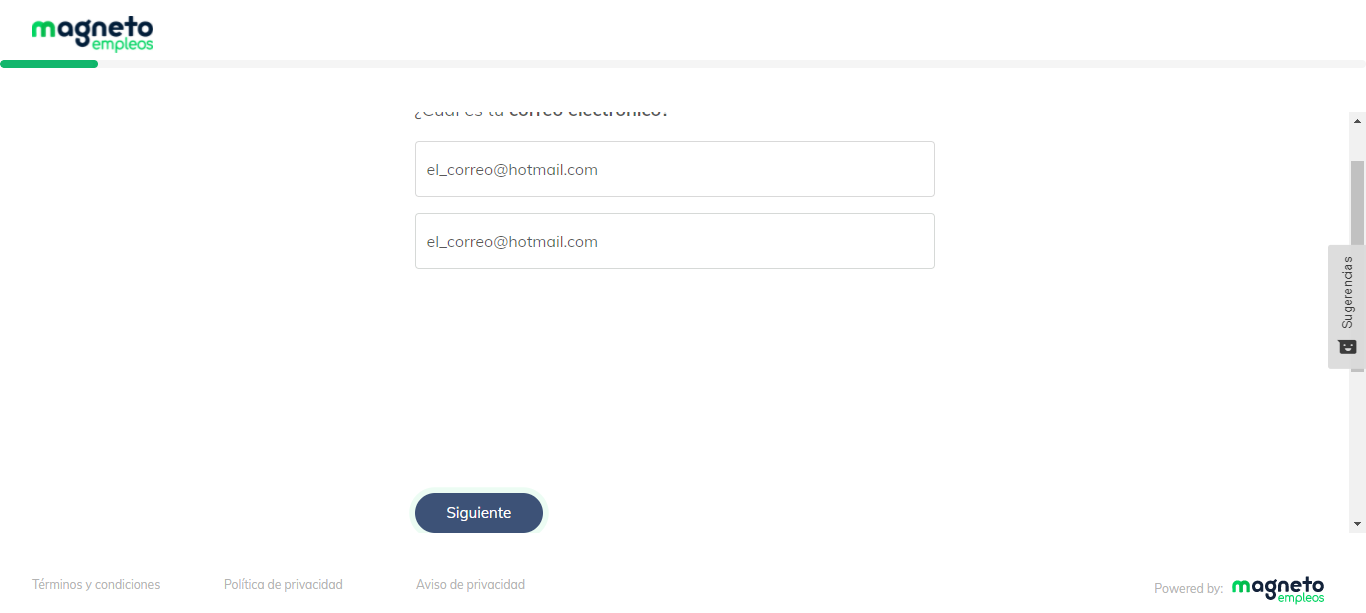 magneto
empleos
¿Cuál es tu correo electrónico?
el_correo@hotmail.com
el_correo@hotmail.com
Sugerencias
Siguiente
Términos y condiciones
Política de privacidad
Aviso de privacidad
Powered by: magneto
empleos